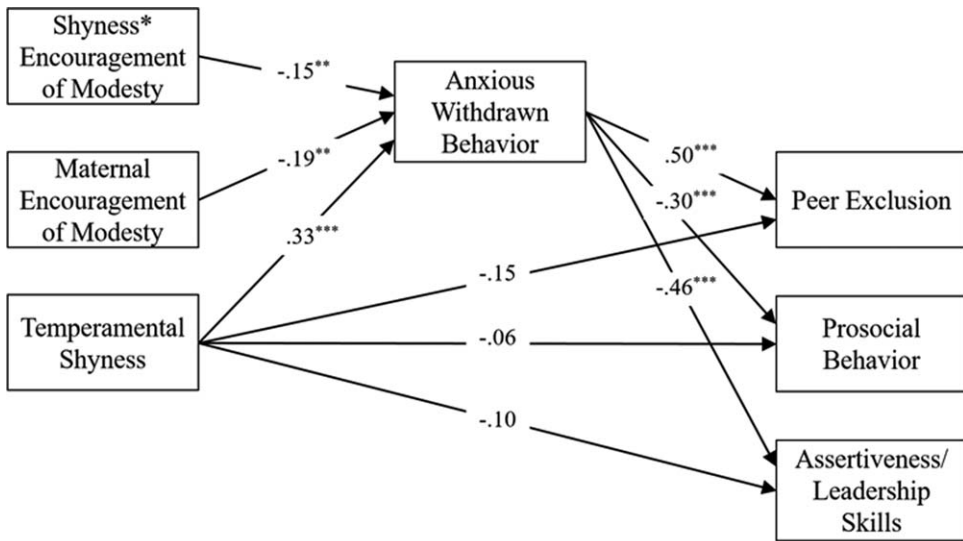 Shyness*
Encouragement
of Modesty
-.15**
Anxious
Withdrawn
Behavior
Maternal
Encouragement
of Modesty
-.19**
.50***
Peer Exclusion
-.30***
.33***
-.15
-.46***
Temperamental
Shyness
-.06
Prosocial
Behavior
-.10
Assertiveness/
Leadership
Skills